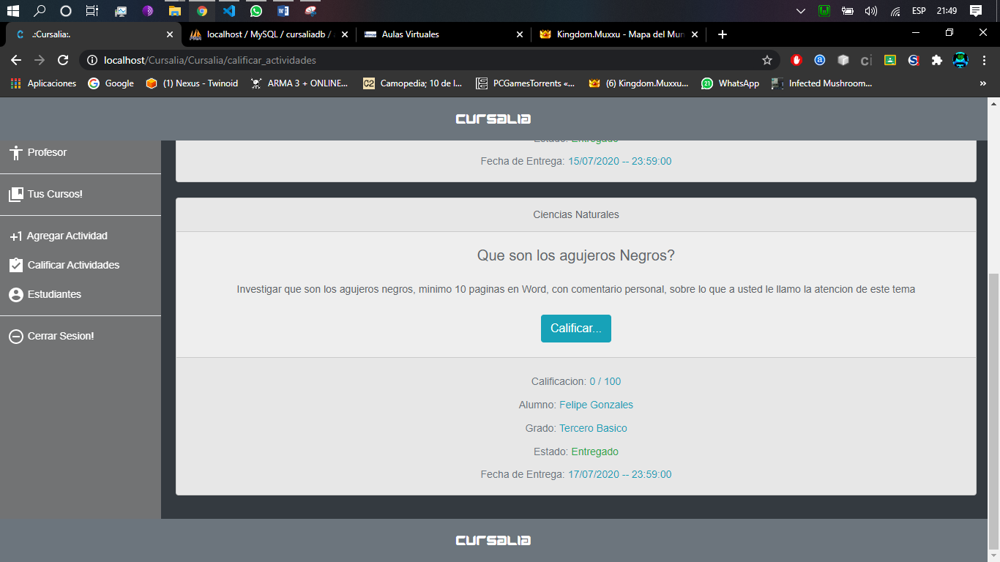 ESP 21:49
.:Cursalia:.
localhost / MySQL / cursaliadb /
Aulas Virtuales
Kingdom.Muxxu - Mapa del Mun
localhost/Cursalia/Cursalia/calificar_actividades
Aplicaciones
Google
(1) Nexus - Twinoid
ARMA 3 + ONLINE...
C2 Camopedia; 10 de l...
PCGamesTorrents «...
(6) Kingdom.Muxxu...
21 WhatsApp
Infected Mushroom...
cursalia
Profesor
Tus Cursos!
+1 Agregar Actividad
Calificar Actividades
Estudiantes
Cerrar Sesion!
Estado: Entregado
Fecha de Entrega: 15/07/2020 -- 23:59:00
Ciencias Naturales
Que son los agujeros Negros?
Investigar que son los agujeros negros, minimo 10 paginas en Word, con comentario personal, sobre lo que a usted le llamo la atencion de este tema
Calificar...
Calificacion: 0 / 100
Alumno: Felipe Gonzales
Grado: Tercero Basico
Estado: Entregado
Fecha de Entrega: 17/07/2020 -- 23:59:00
cursalia